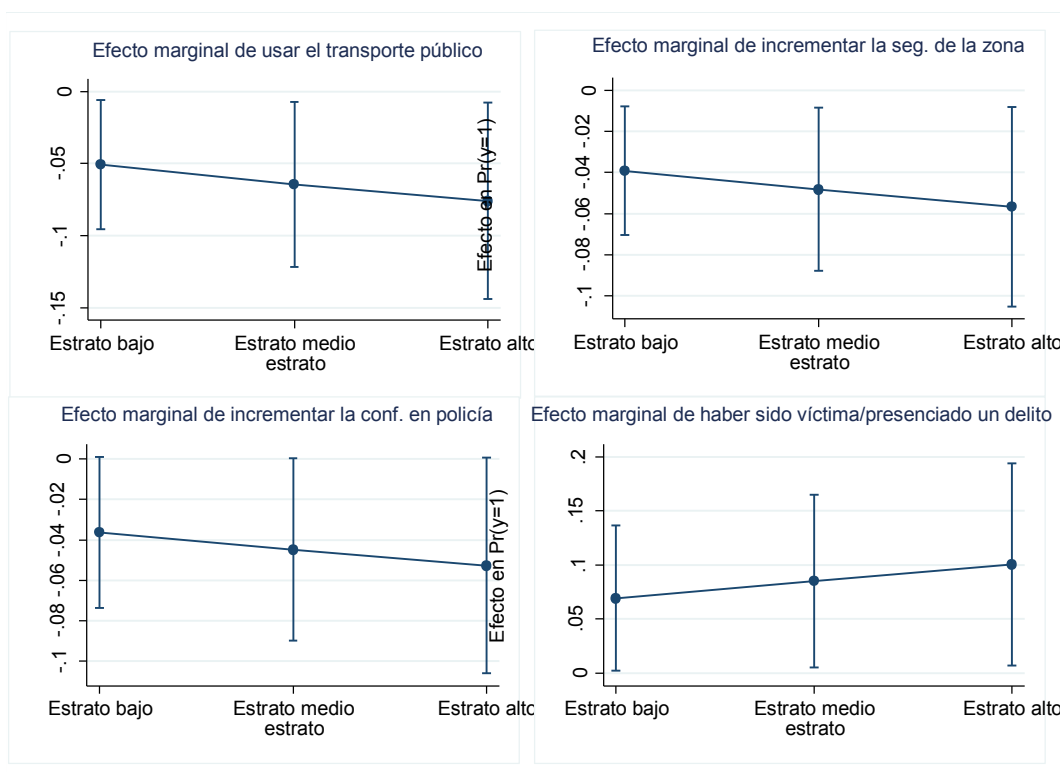 Efecto marginal de usar el transporte público
0
-.05
-.1
-.15
Estrato bajo
Estrato medio
Estrato alto
estrato
Efecto marginal de incrementar la seg. de la zona
Efecto en Pr(y=1)
0
-.02
-.04
-.06
-.08
-.1
Estrato bajo
Estrato medio
Estrato alto
estrato
Efecto marginal de incrementar la conf. en policía
0
-.02
-.04
-.06
-.08
-.1
Estrato bajo
Estrato medio
Estrato alto
estrato
Efecto marginal de haber sido víctima/presenciado un delito
Efecto en Pr(y=1)
.2
.15
.1
.05
0
Estrato bajo
Estrato medio
Estrato alto
estrato